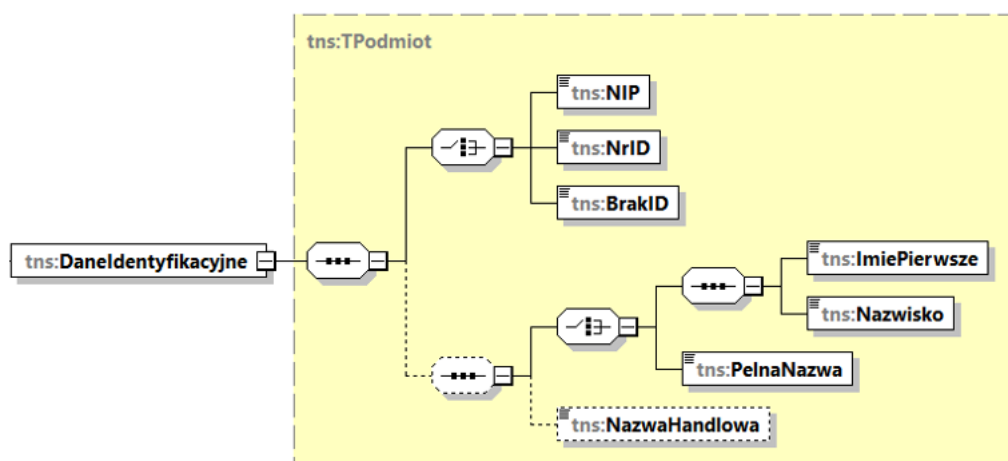 tns:TPodmiot
tns:NIP
tns:NrID
tns:BrakID
tns:DaneIdentyfikacyjne
tns:ImiePierwsze
tns:Nazwisko
tns:PelnaNazwa
tns:NazwaHandlowa